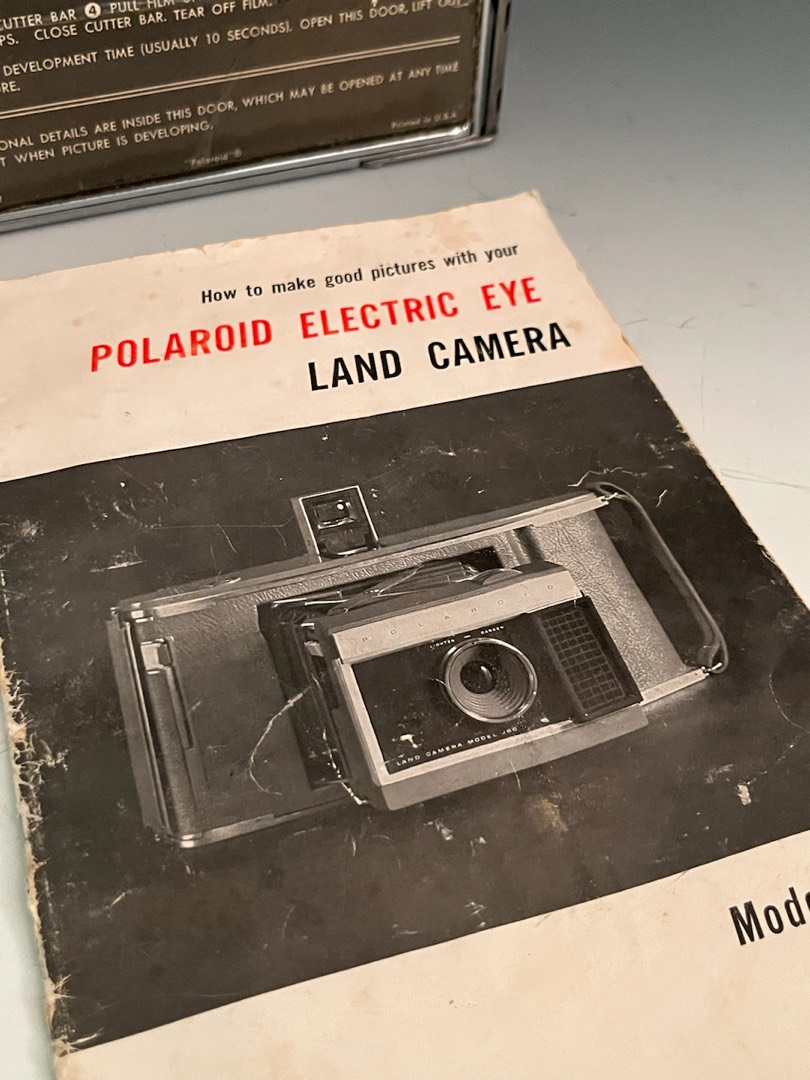 CUTTER BAR 4 PULL FILM
PS. CLOSE CUTTER BAR. TEAR OFF FILM.
DEVELOPMENT TIME (USUALLY 10 SECONDS). OPEN THIS DOOR, LIFT OUT
RE.
ONAL DETAILS ARE INSIDE THIS DOOR, WHICH MAY BE OPENED AT ANY TIME
T WHEN PICTURE IS DEVELOPING.
"Polaroid"®
Printed in U.S.A.
How to make good pictures with your
POLAROID ELECTRIC EYE
LAND CAMERA
POLAROID
LIGHTEN — DARKEN
LAND CAMERA MODEL J60
Mode